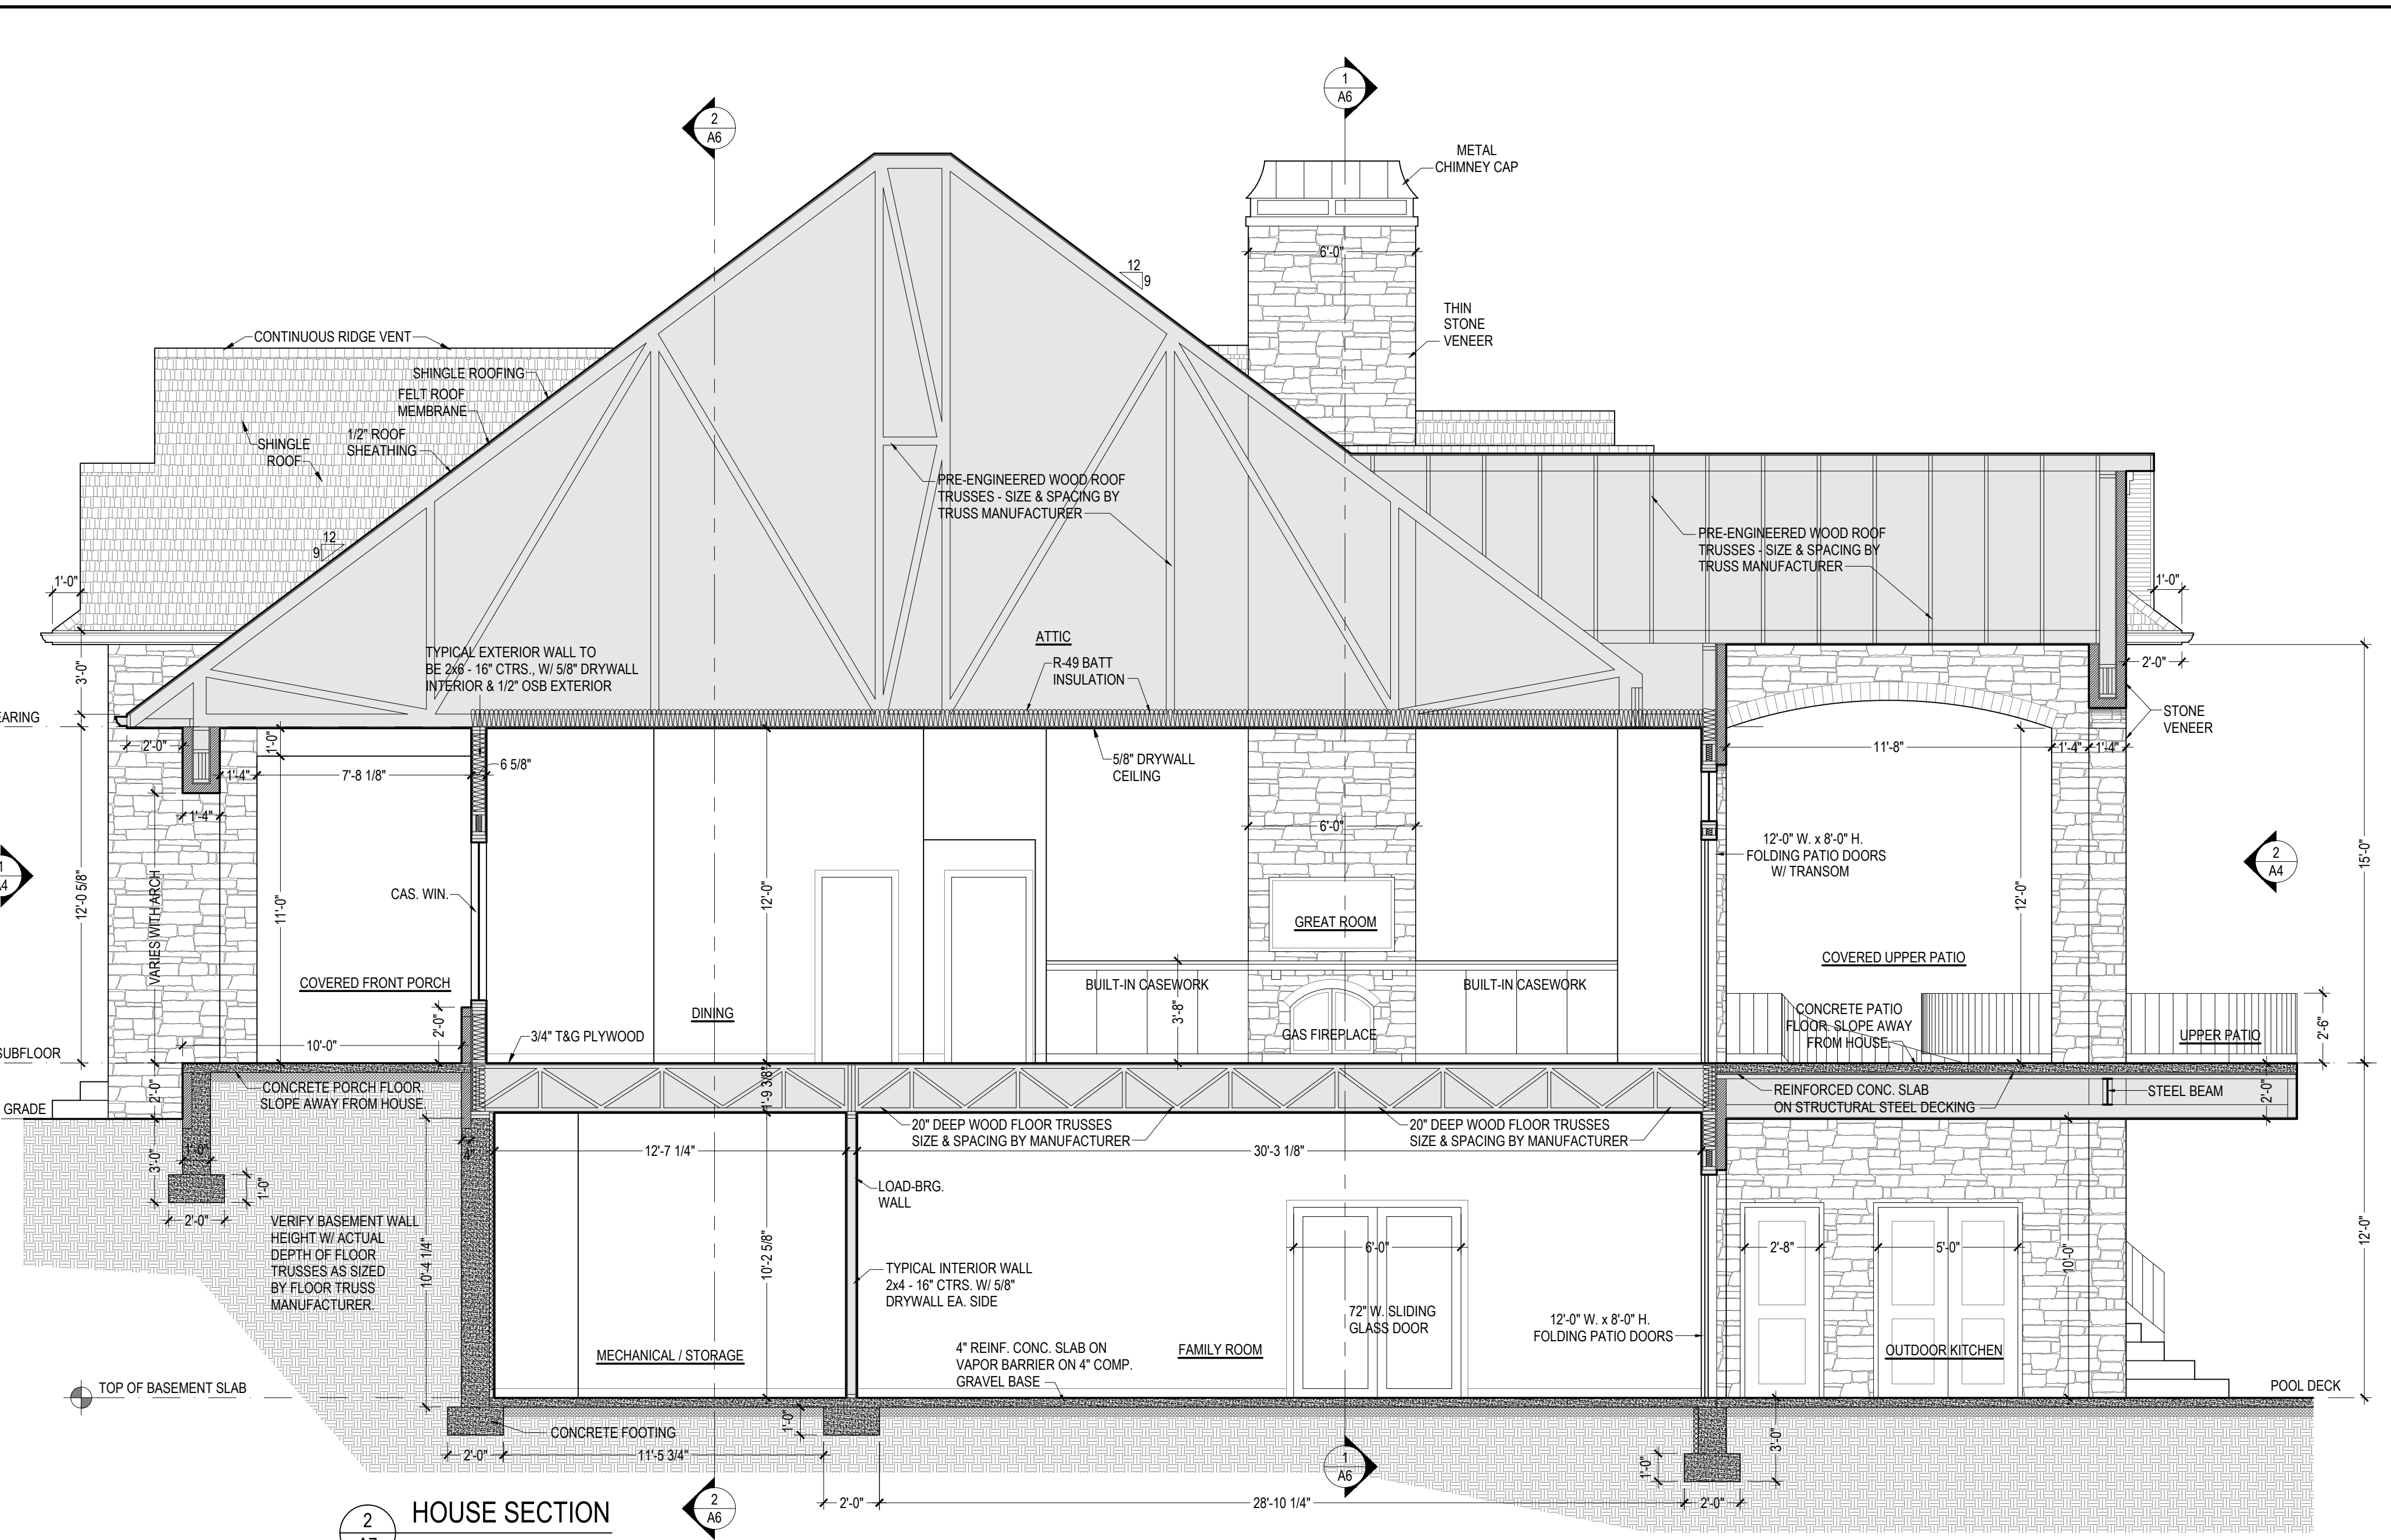 1
A6
2
A6
METAL
CHIMNEY CAP
6'-0"
12
9
THIN
STONE
VENEER
CONTINUOUS RIDGE VENT
SHINGLE ROOFING
FELT ROOF
MEMBRANE
1/2" ROOF
SHEATHING
SHINGLE
ROOF
PRE-ENGINEERED WOOD ROOF
TRUSSES - SIZE & SPACING BY
TRUSS MANUFACTURER
PRE-ENGINEERED WOOD ROOF
TRUSSES - SIZE & SPACING BY
TRUSS MANUFACTURER
12
9
1'-0"
1'-0"
ATTIC
R-49 BATT
INSULATION
TYPICAL EXTERIOR WALL TO
BE 2x6 - 16" CTRS., W/ 5/8" DRYWALL
INTERIOR & 1/2" OSB EXTERIOR
3'-0"
2'-0"
EARING
STONE
VENEER
2'-0"
1'-0"
11'-8"
1'-4"
1'-4"
1'-4"
7'-8 1/8"
6 5/8"
5/8" DRYWALL
CEILING
1'-4"
6'-0"
12'-0" W. x 8'-0" H.
FOLDING PATIO DOORS
W/ TRANSOM
2
A4
1
12'-0 5/8"
VARIES WITH ARCH
11'-0"
CAS. WIN.
12'-0"
GREAT ROOM
12'-0"
15'-0"
COVERED FRONT PORCH
BUILT-IN CASEWORK
BUILT-IN CASEWORK
COVERED UPPER PATIO
DINING
3'-8"
GAS FIREPLACE
CONCRETE PATIO
FLOOR. SLOPE AWAY
FROM HOUSE
UPPER PATIO
2'-6"
2'-0"
3/4" T&G PLYWOOD
10'-0"
SUBFLOOR
CONCRETE PORCH FLOOR.
SLOPE AWAY FROM HOUSE
2'-0"
1'-9 3/8"
REINFORCED CONC. SLAB
ON STRUCTURAL STEEL DECKING
STEEL BEAM
2'-0"
GRADE
20" DEEP WOOD FLOOR TRUSSES
SIZE & SPACING BY MANUFACTURER
20" DEEP WOOD FLOOR TRUSSES
SIZE & SPACING BY MANUFACTURER
4"
12'-7 1/4"
30'-3 1/8"
3'-0"
1'-0"
2'-0"
LOAD-BRG.
WALL
VERIFY BASEMENT WALL
HEIGHT W/ ACTUAL
DEPTH OF FLOOR
TRUSSES AS SIZED
BY FLOOR TRUSS
MANUFACTURER.
10'-4 1/4"
10'-2 5/8"
TYPICAL INTERIOR WALL
2x4 - 16" CTRS. W/ 5/8"
DRYWALL EA. SIDE
6'-0"
2'-8"
5'-0"
10'-0"
12'-0"
72" W. SLIDING
GLASS DOOR
12'-0" W. x 8'-0" H.
FOLDING PATIO DOORS
MECHANICAL / STORAGE
4" REINF. CONC. SLAB ON
VAPOR BARRIER ON 4" COMP.
GRAVEL BASE
FAMILY ROOM
OUTDOOR KITCHEN
TOP OF BASEMENT SLAB
POOL DECK
CONCRETE FOOTING
1'-0"
2'-0"
11'-5 3/4"
1'-0"
3'-0"
1
A6
2
A6
2'-0"
28'-10 1/4"
2'-0"
2
HOUSE SECTION